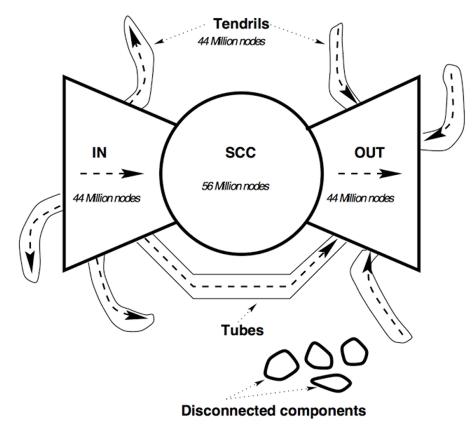 Tendrils
44 Million nodes
IN
44 Million nodes
SCC
56 Million nodes
OUT
44 Million nodes
Tubes
Disconnected components